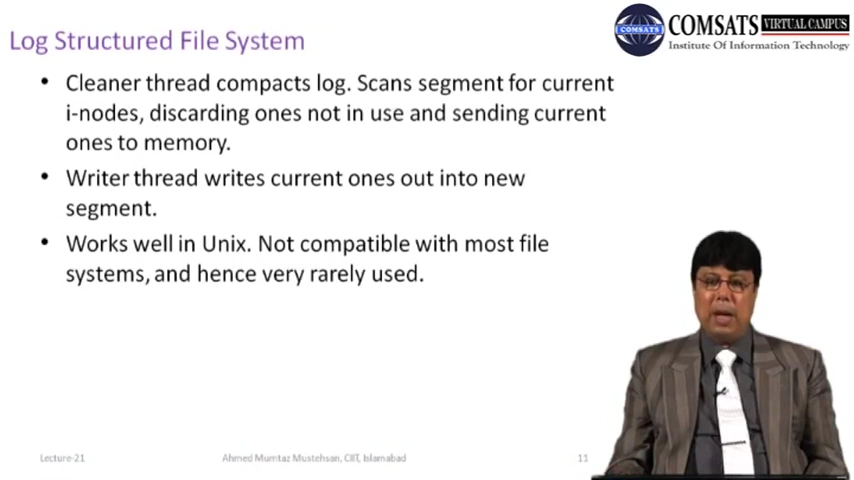 Log Structured File System
COMSATS VIRTUAL CAMPUS
COMSATS
Institute Of Information Technology
• Cleaner thread compacts log. Scans segment for current
i-nodes, discarding ones not in use and sending current
ones to memory.
• Writer thread writes current ones out into new
segment.
• Works well in Unix. Not compatible with most file
systems, and hence very rarely used.
Lecture-21
Ahmed Mumtaz Mustehsan, CIIT, Islamabad
11